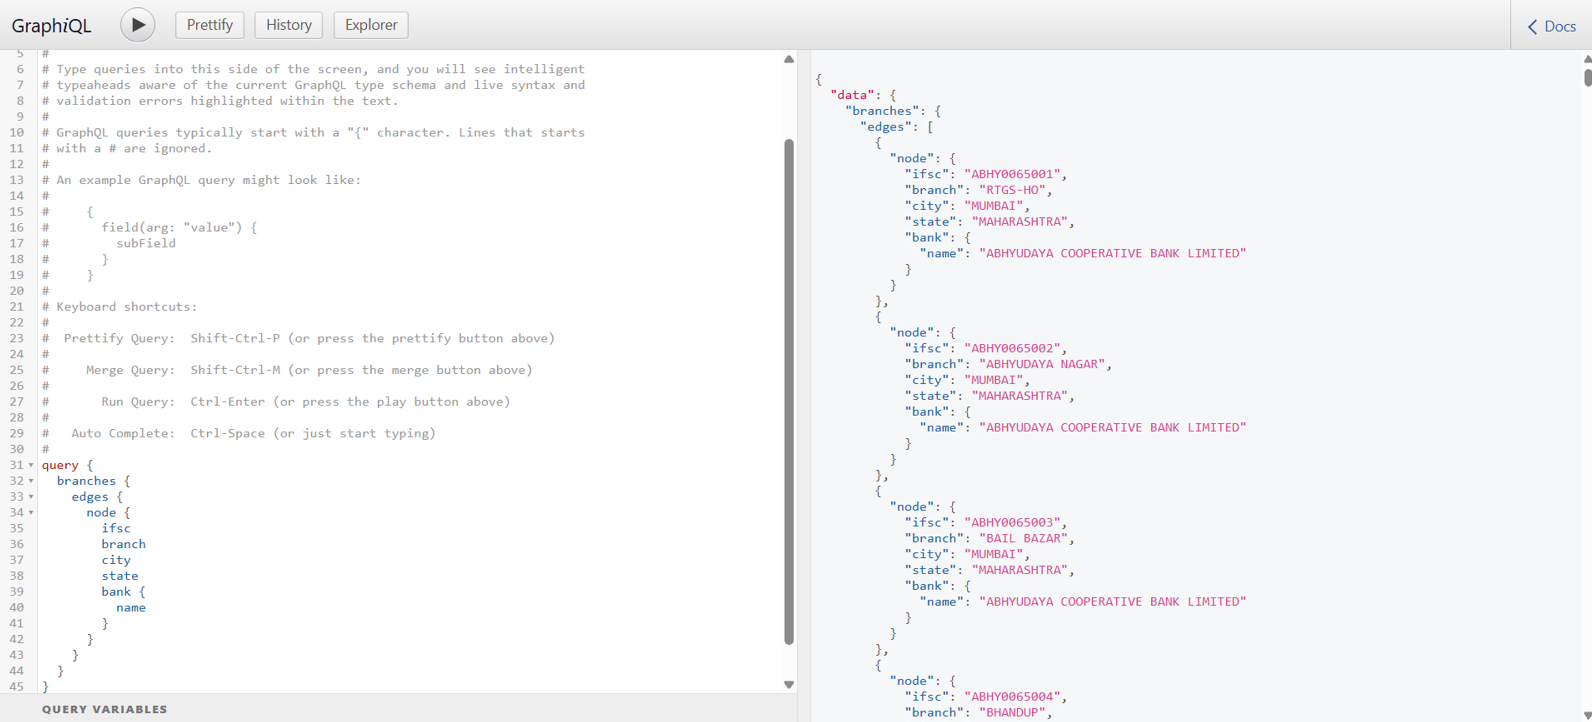 GraphiQL
Prettify
History
Explorer
Docs
5 #
6 # Type queries into this side of the screen, and you will see intelligent
7 # typeaheads aware of the current GraphQL type schema and live syntax and
8 # validation errors highlighted within the text.
9 #
10 # GraphQL queries typically start with a "{" character. Lines that starts
11 # with a # are ignored.
12 #
13 # An example GraphQL query might look like:
14 #
15 #     {
16 #       field(arg: "value") {
17 #         subField
18 #       }
19 #     }
20 #
21 # Keyboard shortcuts:
22 #
23 #  Prettify Query:  Shift-Ctrl-P (or press the prettify button above)
24 #
25 #     Merge Query:  Shift-Ctrl-M (or press the merge button above)
26 #
27 #       Run Query:  Ctrl-Enter (or press the play button above)
28 #
29 #   Auto Complete:  Ctrl-Space (or just start typing)
30 #
31 query {
32   branches {
33     edges {
34       node {
35         ifsc
36         branch
37         city
38         state
39         bank {
40           name
41         }
42       }
43     }
44   }
45 }
QUERY VARIABLES
{
  "data": {
    "branches": {
      "edges": [
        {
          "node": {
            "ifsc": "ABHY0065001",
            "branch": "RTGS-HO",
            "city": "MUMBAI",
            "state": "MAHARASHTRA",
            "bank": {
              "name": "ABHYUDAYA COOPERATIVE BANK LIMITED"
            }
          }
        },
        {
          "node": {
            "ifsc": "ABHY0065002",
            "branch": "ABHYUDAYA NAGAR",
            "city": "MUMBAI",
            "state": "MAHARASHTRA",
            "bank": {
              "name": "ABHYUDAYA COOPERATIVE BANK LIMITED"
            }
          }
        },
        {
          "node": {
            "ifsc": "ABHY0065003",
            "branch": "BAIL BAZAR",
            "city": "MUMBAI",
            "state": "MAHARASHTRA",
            "bank": {
              "name": "ABHYUDAYA COOPERATIVE BANK LIMITED"
            }
          }
        },
        {
          "node": {
            "ifsc": "ABHY0065004",
            "branch": "BHANDUP",